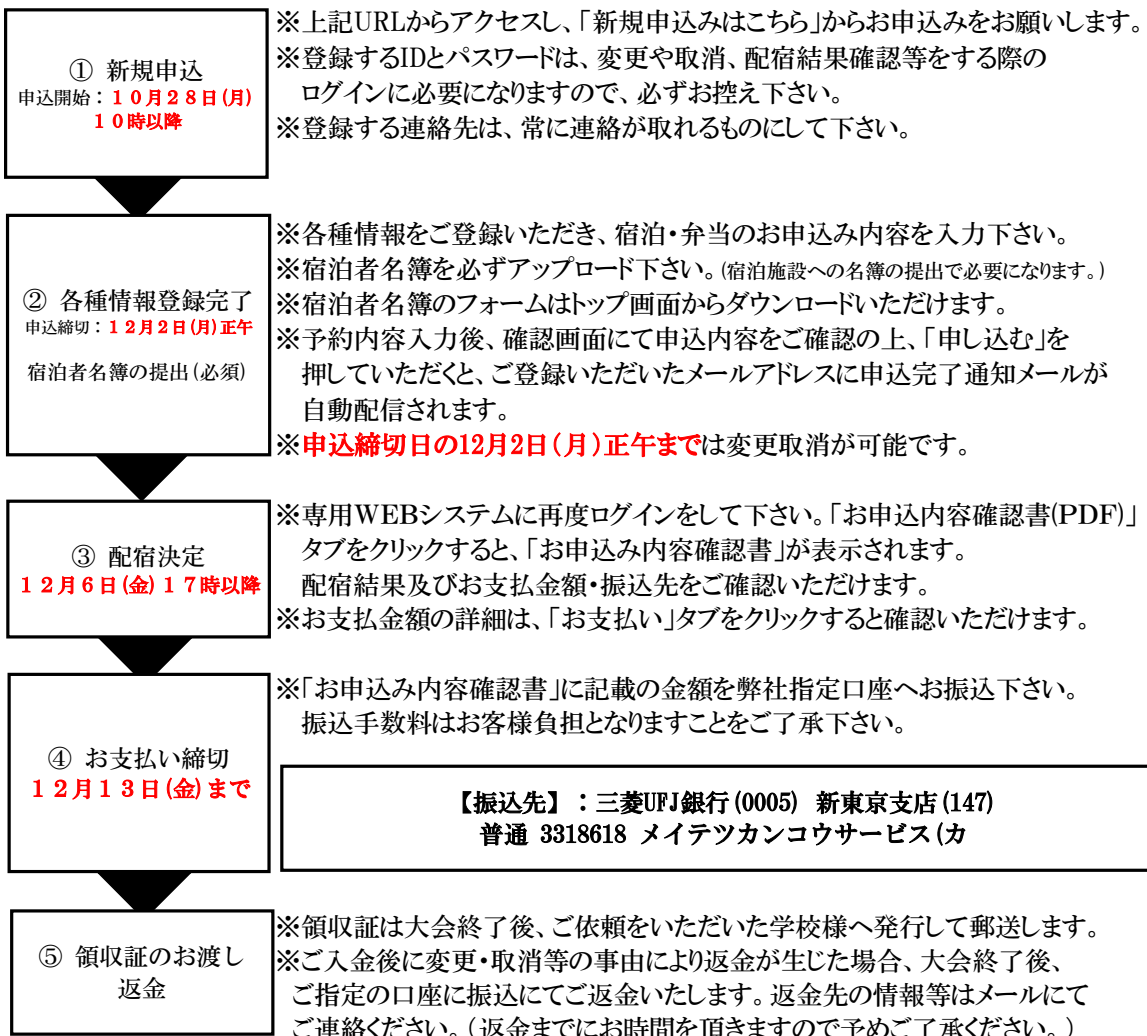 ① 新規申込
申込開始：１０月２８日(月)
１０時以降
※上記URLからアクセスし、「新規申込みはこちら」からお申込みをお願いします。
※登録するIDとパスワードは、変更や取消、配宿結果確認等をする際の
ログインに必要になりますので、必ずお控え下さい。
※登録する連絡先は、常に連絡が取れるものにして下さい。
② 各種情報登録完了
申込締切：１２月２日(月)正午
宿泊者名簿の提出(必須)
※各種情報をご登録いただき、宿泊・弁当のお申込み内容を入力下さい。
※宿泊者名簿を必ずアップロード下さい。(宿泊施設への名簿の提出で必要になります。)
※宿泊者名簿のフォームはトップ画面からダウンロードいただけます。
※予約内容入力後、確認画面にて申込内容をご確認の上、「申し込む」を
押していただくと、ご登録いただいたメールアドレスに申込完了通知メールが
自動配信されます。
※申込締切日の12月2日(月)正午までは変更取消が可能です。
③ 配宿決定
１２月６日(金)１７時以降
※専用WEBシステムに再度ログインをして下さい。「お申込内容確認書(PDF)」
タブをクリックすると、「お申込み内容確認書」が表示されます。
配宿結果及びお支払金額・振込先をご確認いただけます。
※お支払金額の詳細は、「お支払い」タブをクリックすると確認いただけます。
④ お支払い締切
１２月１３日(金)まで
※「お申込み内容確認書」に記載の金額を弊社指定口座へお振込下さい。
振込手数料はお客様負担となりますことをご了承下さい。
【振込先】：三菱UFJ銀行(0005) 新東京支店(147)
普通 3318618 メイテツカンコウサービス(カ
⑤ 領収証のお渡し
返金
※領収証は大会終了後、ご依頼をいただいた学校様へ発行して郵送します。
※ご入金後に変更・取消等の事由により返金が生じた場合、大会終了後、
ご指定の口座に振込にてご返金いたします。返金先の情報等はメールにて
ご連絡ください。(返金までにお時間を頂きますので予めご了承ください。)